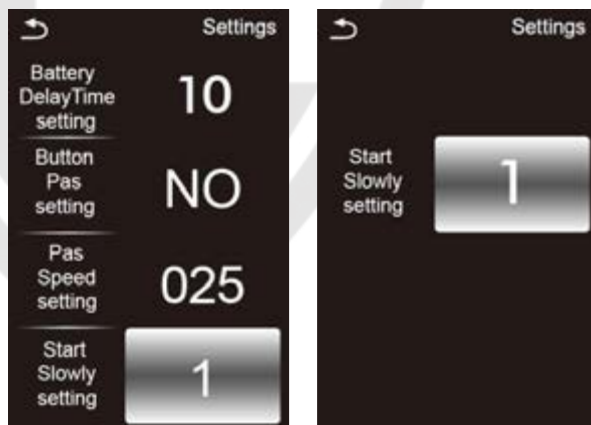 Settings
Battery
DelayTime
setting
10
Button
Pas
setting
NO
Pas
Speed
setting
025
Start
Slowly
setting
1
Settings
Start
Slowly
setting
1